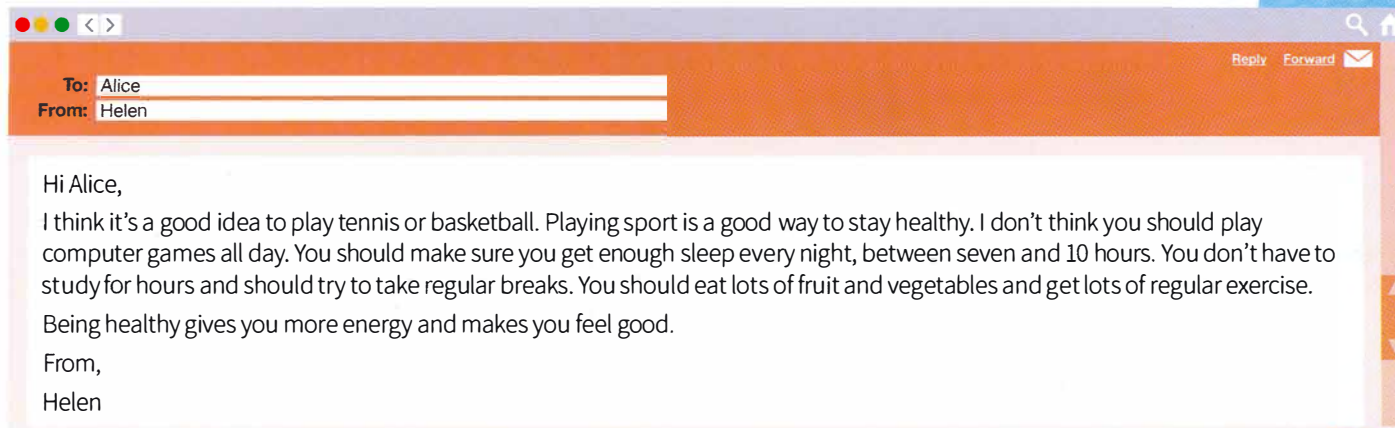 Reply Forward
To: Alice
From: Helen
Hi Alice,
I think it's a good idea to play tennis or basketball. Playing sport is a good way to stay healthy. I don't think you should play
computer games all day. You should make sure you get enough sleep every night, between seven and 10 hours. You don't have to
study for hours and should try to take regular breaks. You should eat lots of fruit and vegetables and get lots of regular exercise.
Being healthy gives you more energy and makes you feel good.
From,
Helen